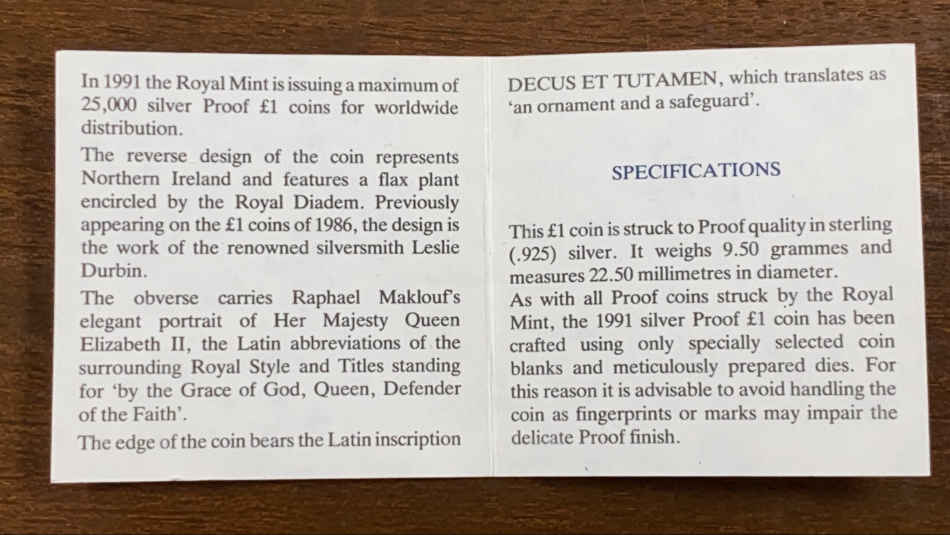 In 1991 the Royal Mint is issuing a maximum of
25,000 silver Proof £1 coins for worldwide
distribution.
The reverse design of the coin represents
Northern Ireland and features a flax plant
encircled by the Royal Diadem. Previously
appearing on the £1 coins of 1986, the design is
the work of the renowned silversmith Leslie
Durbin.
The obverse carries Raphael Maklouf's
elegant portrait of Her Majesty Queen
Elizabeth II, the Latin abbreviations of the
surrounding Royal Style and Titles standing
for ‘by the Grace of God, Queen, Defender
of the Faith’.
The edge of the coin bears the Latin inscription
DECUS ET TUTAMEN, which translates as
‘an ornament and a safeguard’.
SPECIFICATIONS
This £1 coin is struck to Proof quality in sterling
(.925) silver. It weighs 9.50 grammes and
measures 22.50 millimetres in diameter.
As with all Proof coins struck by the Royal
Mint, the 1991 silver Proof £1 coin has been
crafted using only specially selected coin
blanks and meticulously prepared dies. For
this reason it is advisable to avoid handling the
coin as fingerprints or marks may impair the
delicate Proof finish.